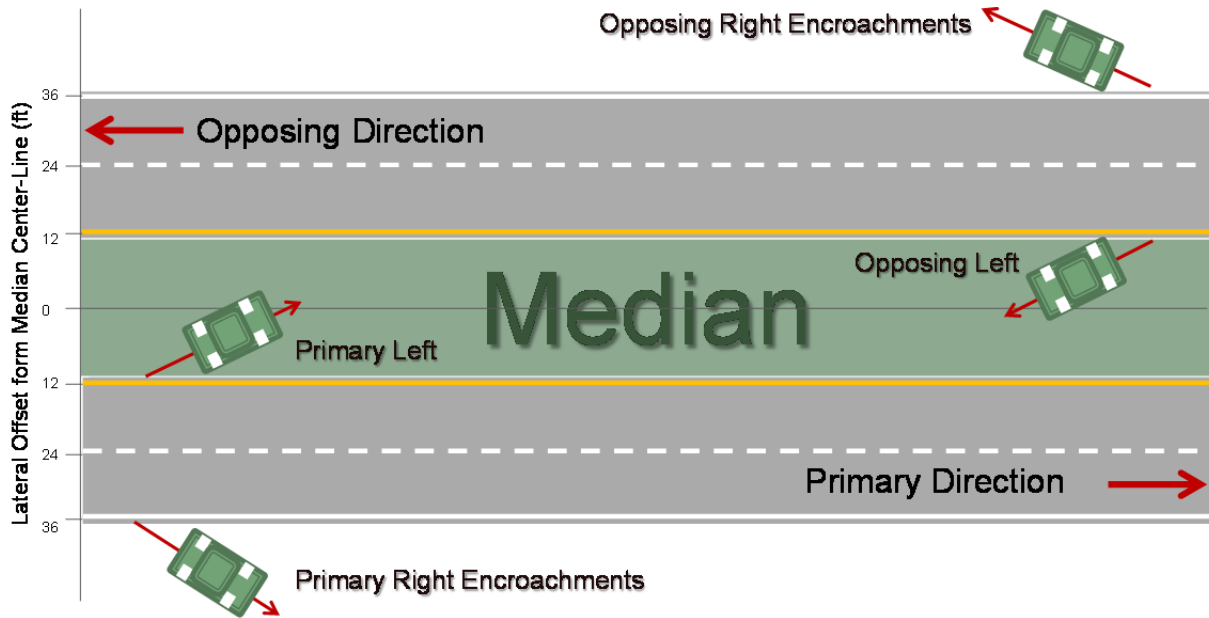 Opposing Right Encroachments
36
Opposing Direction
24
12
Opposing Left
Median
0
Primary Left
12
24
Primary Direction
36
Primary Right Encroachments
Lateral Offset form Median Center-Line (ft)